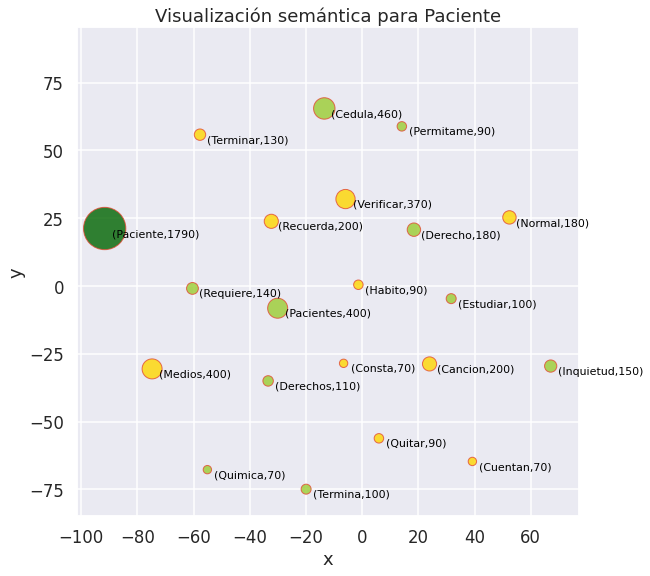 Visualización semántica para Paciente
75
50
25
0
−25
−50
−75
y
(Cedula,460)
(Permitame,90)
(Terminar,130)
(Verificar,370)
(Normal,180)
(Recuerda,200)
(Derecho,180)
(Paciente,1790)
(Habito,90)
(Requiere,140)
(Estudiar,100)
(Pacientes,400)
(Consta,70)
(Cancion,200)
(Inquietud,150)
(Medios,400)
(Derechos,110)
(Quitar,90)
(Cuentan,70)
(Quimica,70)
(Termina,100)
−100 −80 −60 −40 −20 0 20 40 60
x